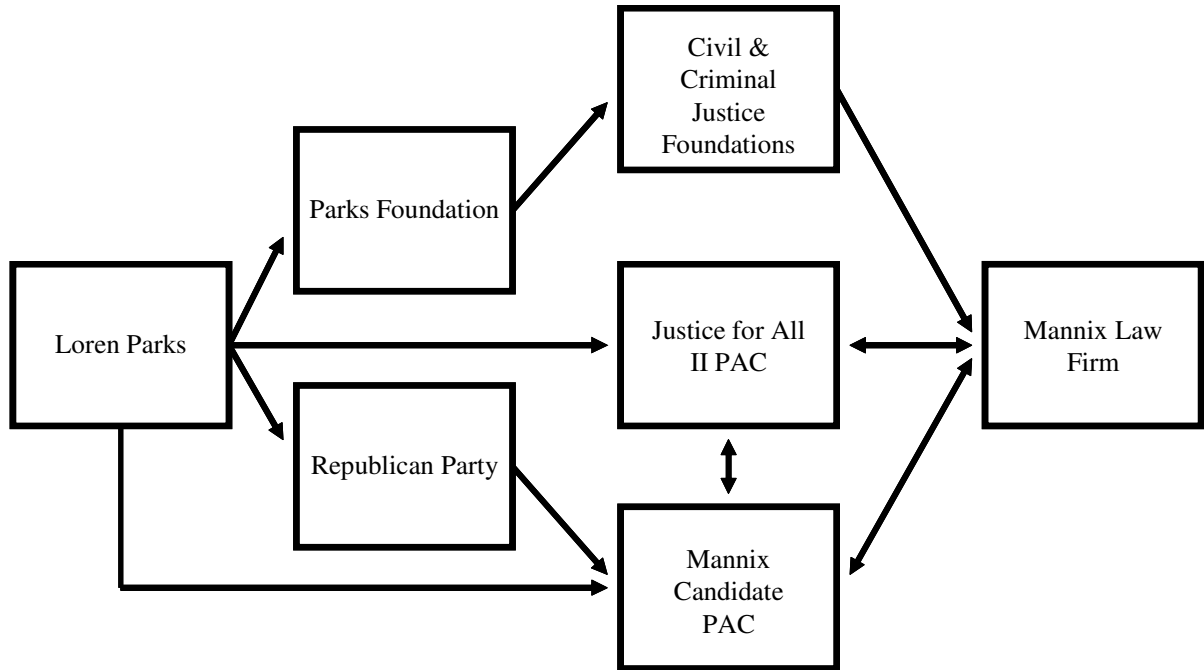 Civil &
Criminal
Justice
Foundations
Parks Foundation
Loren Parks
Justice for All
II PAC
Mannix Law
Firm
Republican Party
Mannix
Candidate
PAC